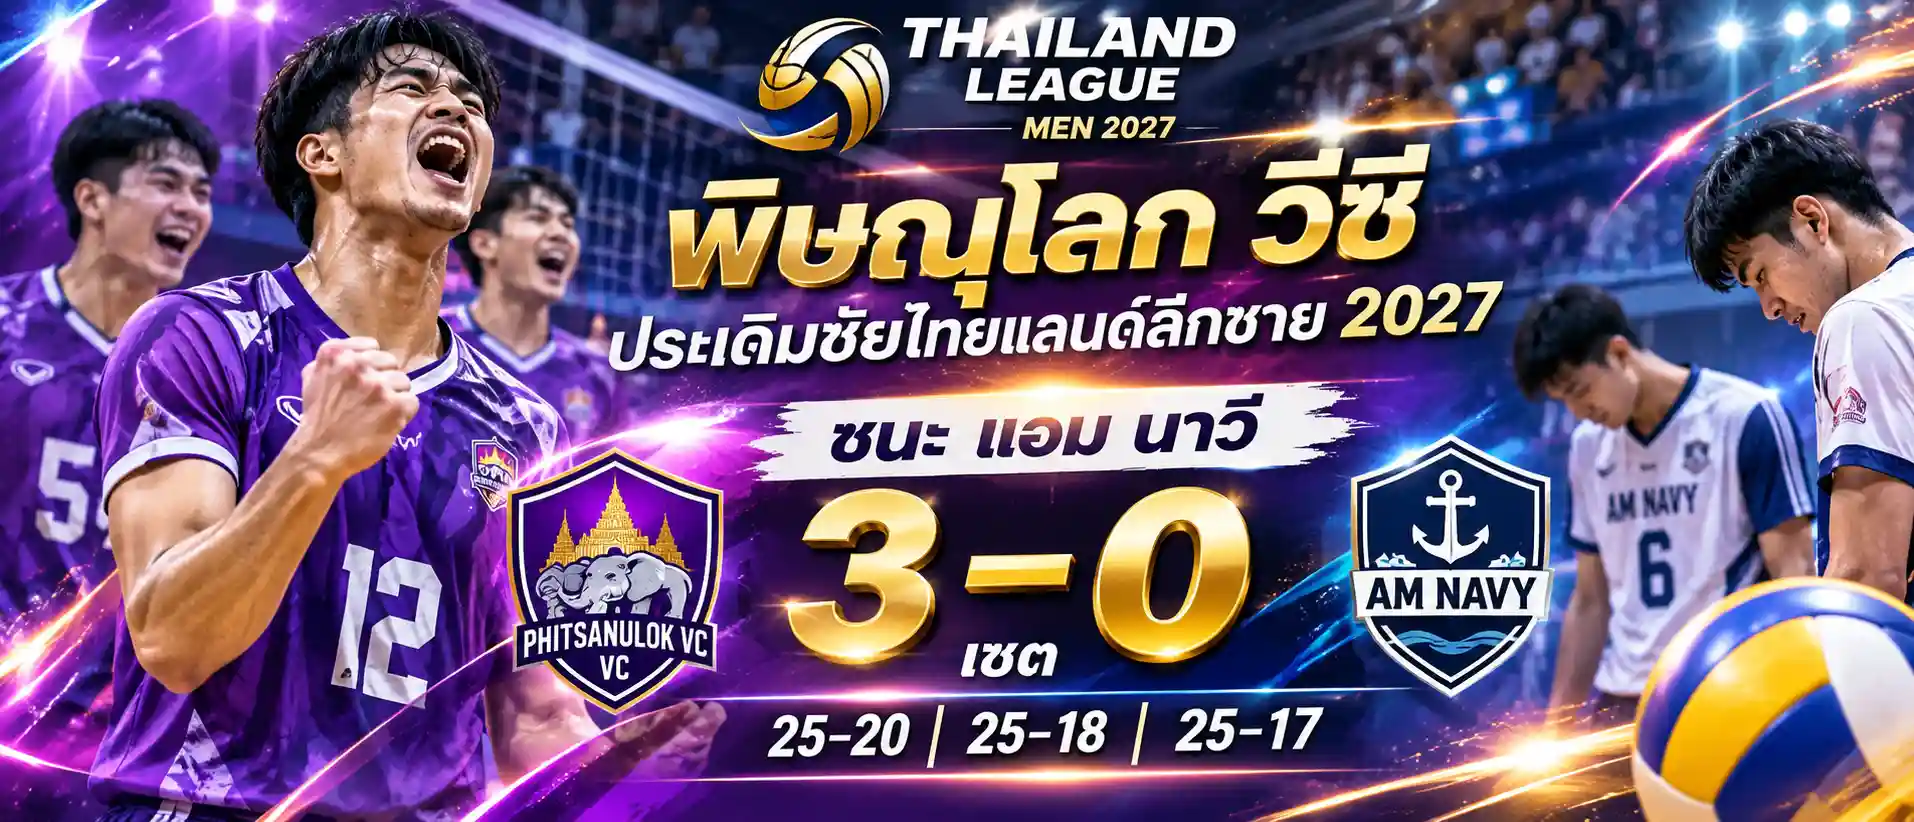 THAILAND
LEAGUE
MEN 2027
พิษณุโลก วีซี
ประเดิมชัยไทยแลนด์ลีกชาย 2027
ชนะ แอม นาวี
3-0
เซต
25-20 | 25-18 | 25-17
PHITSANULOK VC
VC
AM NAVY
12
5
AM NAVY
6